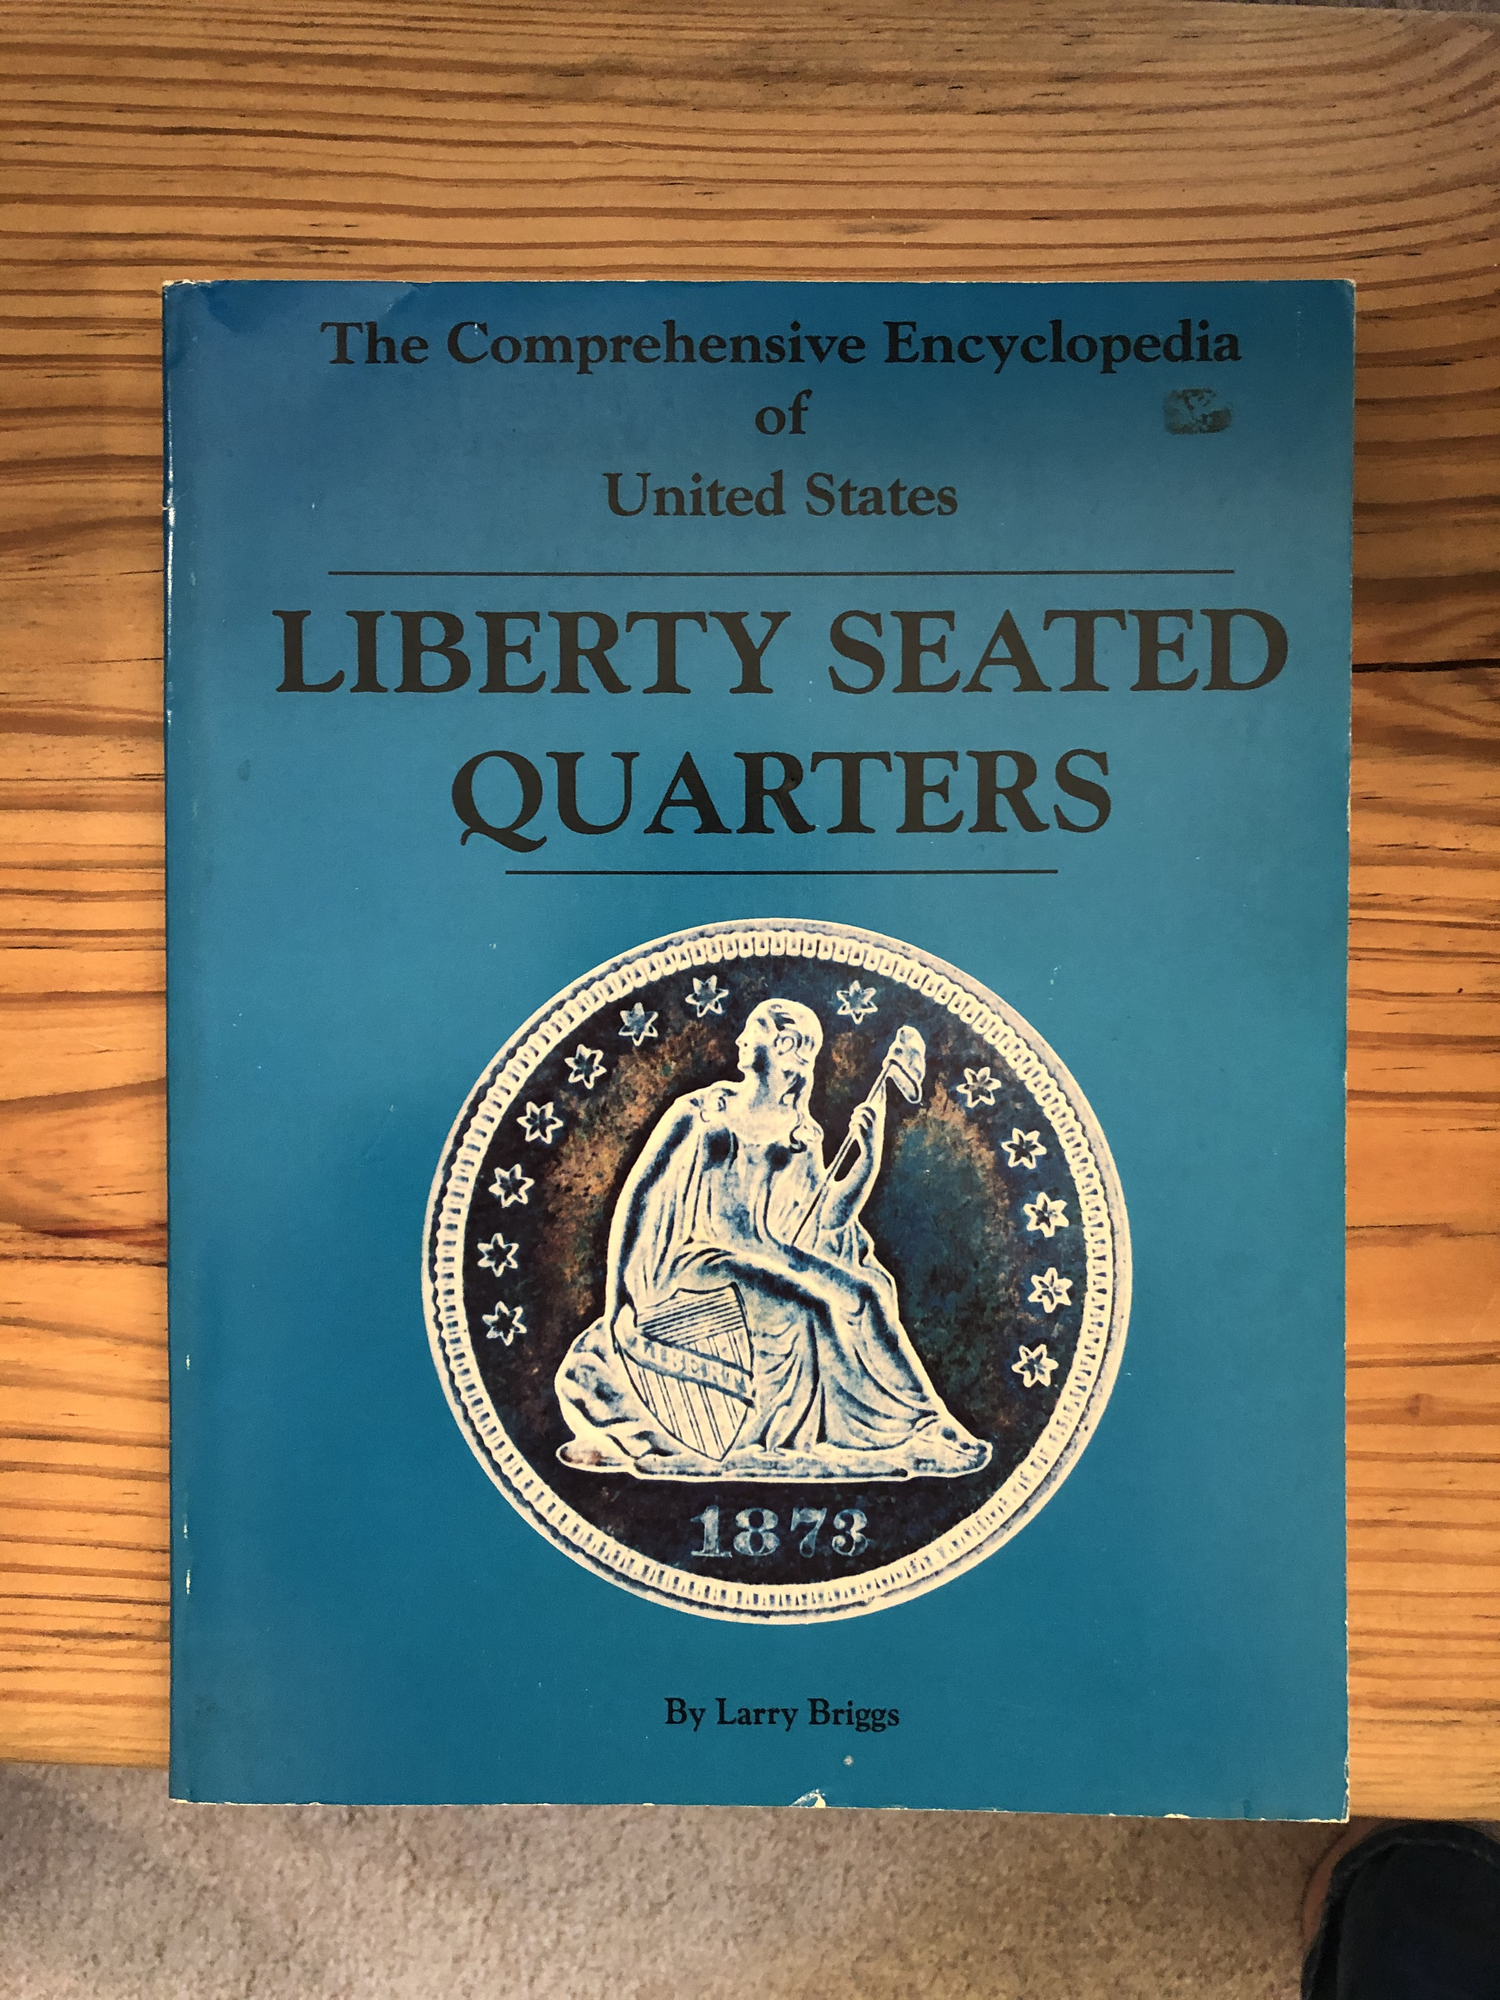 The Comprehensive Encyclopedia
of
United States
LIBERTY SEATED
QUARTERS
LIBERTY
1873
By Larry Briggs